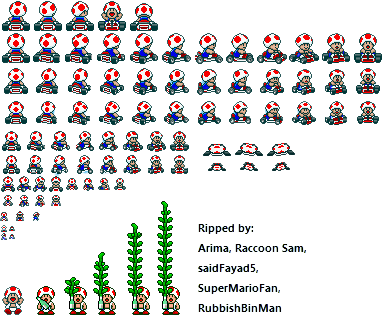 Ripped by:
Arima, Raccoon Sam,
saidFayad5,
SuperMarioFan,
RubbishBinMan